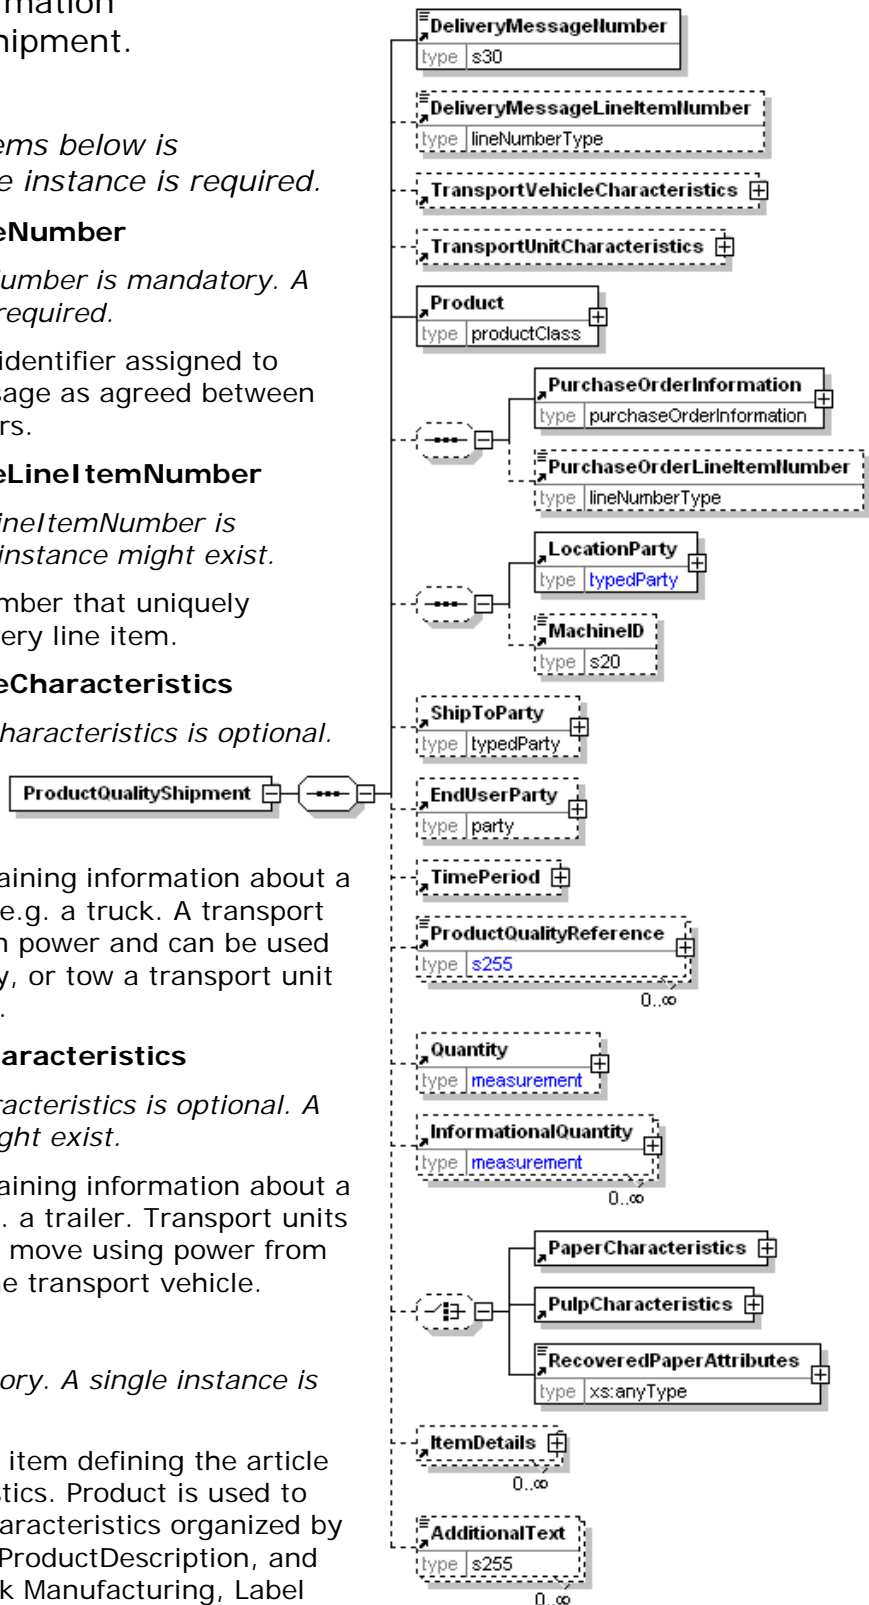 rmation
hipment.
ems below is
e instance is required.
eNumber
Number is mandatory. A
required.
identifier assigned to
sage as agreed between
rs.
eLineItemNumber
ineItemNumber is
instance might exist.
mber that uniquely
ery line item.
eCharacteristics
haracteristics is optional.
ProductQualityShipment
aining information about a
e.g. a truck. A transport
n power and can be used
y, or tow a transport unit
.
aracteristics
racteristics is optional. A
ght exist.
aining information about a
. a trailer. Transport units
move using power from
ne transport vehicle.
ory. A single instance is
item defining the article
stics. Product is used to
haracteristics organized by
ProductDescription, and
k Manufacturing, Label
DeliveryMessageNumber
type s30
DeliveryMessageLineItemNumber
type lineNumberType
TransportVehicleCharacteristics
TransportUnitCharacteristics
Product
type productClass
PurchaseOrderInformation
type purchaseOrderInformation
PurchaseOrderLineItemNumber
type lineNumberType
LocationParty
type typedParty
MachineID
type s20
ShipToParty
type typedParty
EndUserParty
type party
TimePeriod
ProductQualityReference
type s255
0..∞
Quantity
type measurement
InformationalQuantity
type measurement
0..∞
PaperCharacteristics
PulpCharacteristics
RecoveredPaperAttributes
type xs:anyType
ItemDetails
0..∞
AdditionalText
type s255
0..∞